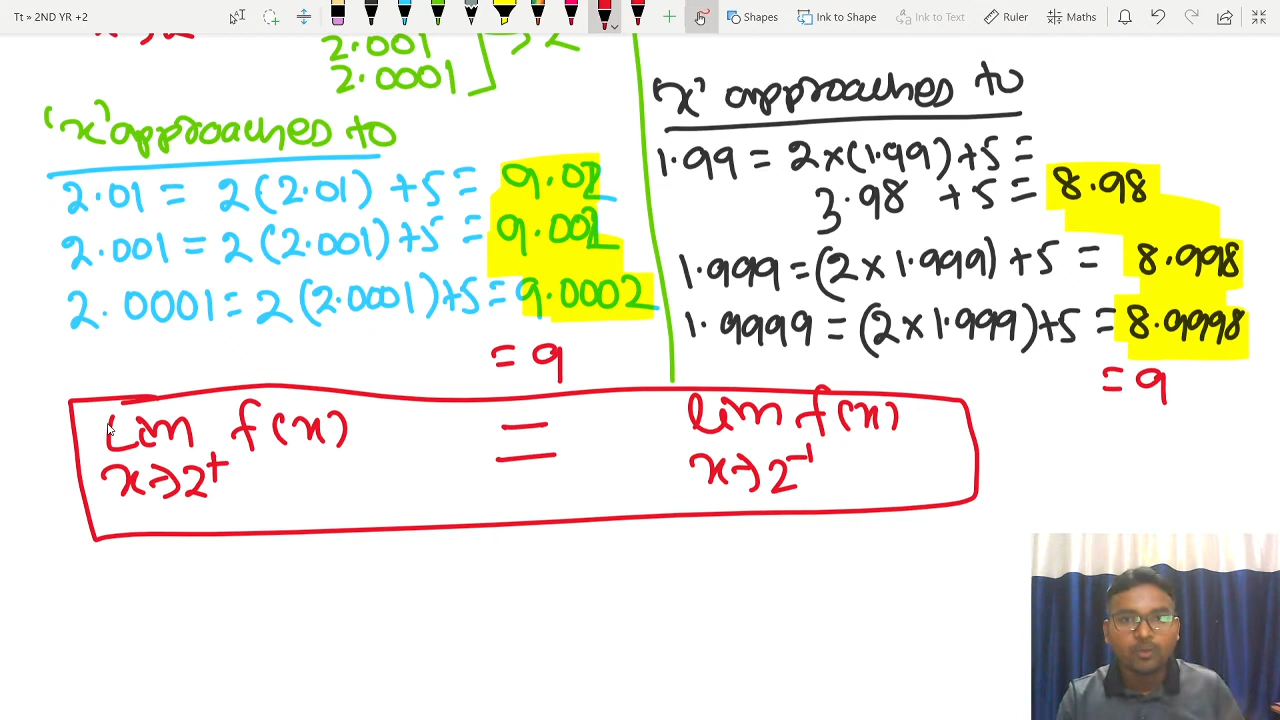 Tt » 2ND YR +2
Shapes
Ink to Shape
Ink to Text
Ruler
Maths
2.001
2.0001
'x' approaches to
2.01 = 2(2.01) +5 = 9.02
2.001 = 2(2.001)+5 = 9.002
2.0001 = 2(2.0001)+5 = 9.0002
= 9
'x' approaches to
1.99 = 2×(1.99)+5 =
3.98 +5 = 8.98
1.999 = (2×1.999)+5 = 8.998
1.9999 = (2×1.999)+5 = 8.9998
= 9
Lim f(x) = lim f(x)
x→2⁺ x→2⁻¹